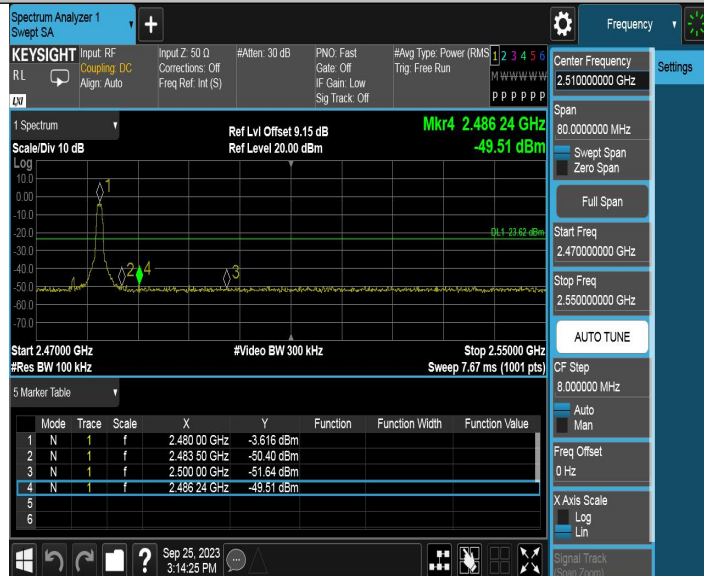 Spectrum Analyzer 1
Swept SA
Frequency
KEYSIGHT
RL
LXI
Input: RF
Coupling: DC
Align: Auto
Input Z: 50 Ω
Corrections: Off
Freq Ref: Int (S)
#Atten: 30 dB
PNO: Fast
Gate: Off
IF Gain: Low
Sig Track: Off
#Avg Type: Power (RMS
Trig: Free Run
1 2 3 4 5 6
M W W W W W
P P P P P P
1 Spectrum
Scale/Div 10 dB
Ref Lvl Offset 9.15 dB
Ref Level 20.00 dBm
Mkr4 2.486 24 GHz
-49.51 dBm
Log
10.0
0.00
-10.0
-20.0
-30.0
-40.0
-50.0
-60.0
-70.0
1
2
4
3
DL1 -23.62 dBm
Start 2.47000 GHz
#Video BW 300 kHz
Stop 2.55000 GHz
#Res BW 100 kHz
Sweep 7.67 ms (1001 pts)
5 Marker Table
Mode Trace Scale X Y Function Function Width Function Value
1 N 1 f 2.480 00 GHz -3.616 dBm
2 N 1 f 2.483 50 GHz -50.40 dBm
3 N 1 f 2.500 00 GHz -51.64 dBm
4 N 1 f 2.486 24 GHz -49.51 dBm
5
6
?
Sep 25, 2023
3:14:25 PM
Center Frequency
2.510000000 GHz
Settings
Span
80.0000000 MHz
Swept Span
Zero Span
Full Span
Start Freq
2.470000000 GHz
Stop Freq
2.550000000 GHz
AUTO TUNE
CF Step
8.000000 MHz
Auto
Man
Freq Offset
0 Hz
X Axis Scale
Log
Lin
Signal Track
(Span Zoom)